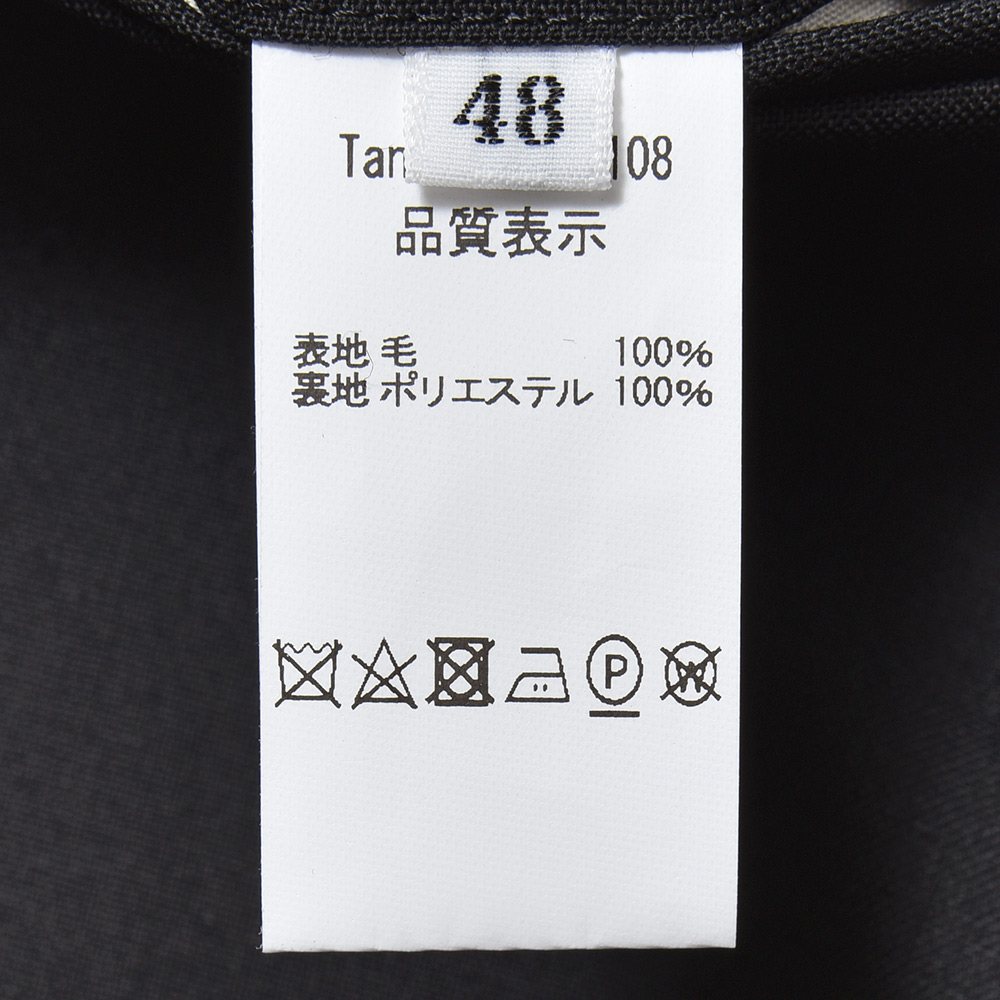 48
Tan 108
品質表示
表地 毛 100%
裏地 ポリエステル 100%
P
W